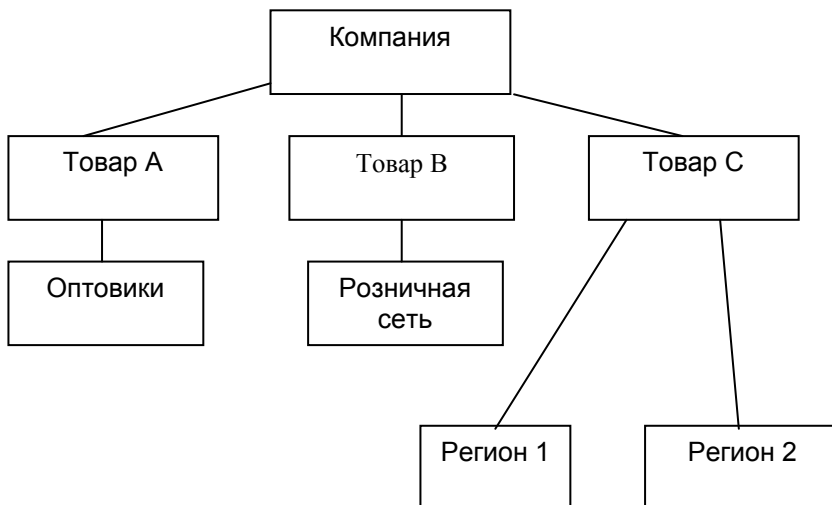 Компания
Товар А
Товар В
Товар С
Оптовики
Розничная
сеть
Регион 1
Регион 2